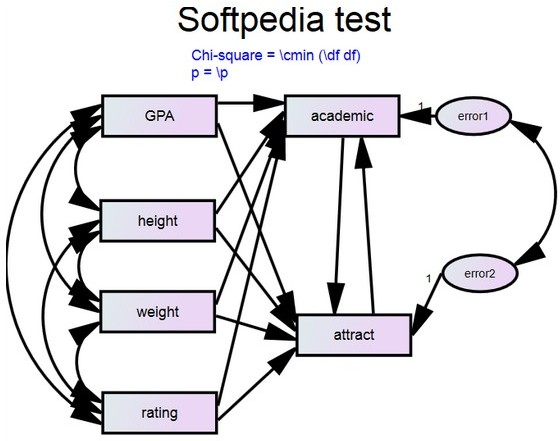 Softpedia test
Chi-square = \cmin (\df df)
p = \p
GPA
academic
1
error1
height
error2
1
weight
attract
rating